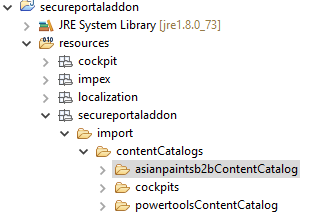 secureportaladdon
JRE System Library [jre1.8.0_73]
resources
cockpit
impex
localization
secureportaladdon
import
contentCatalogs
asianpaintsb2bContentCatalog
cockpits
powertoolsContentCatalog